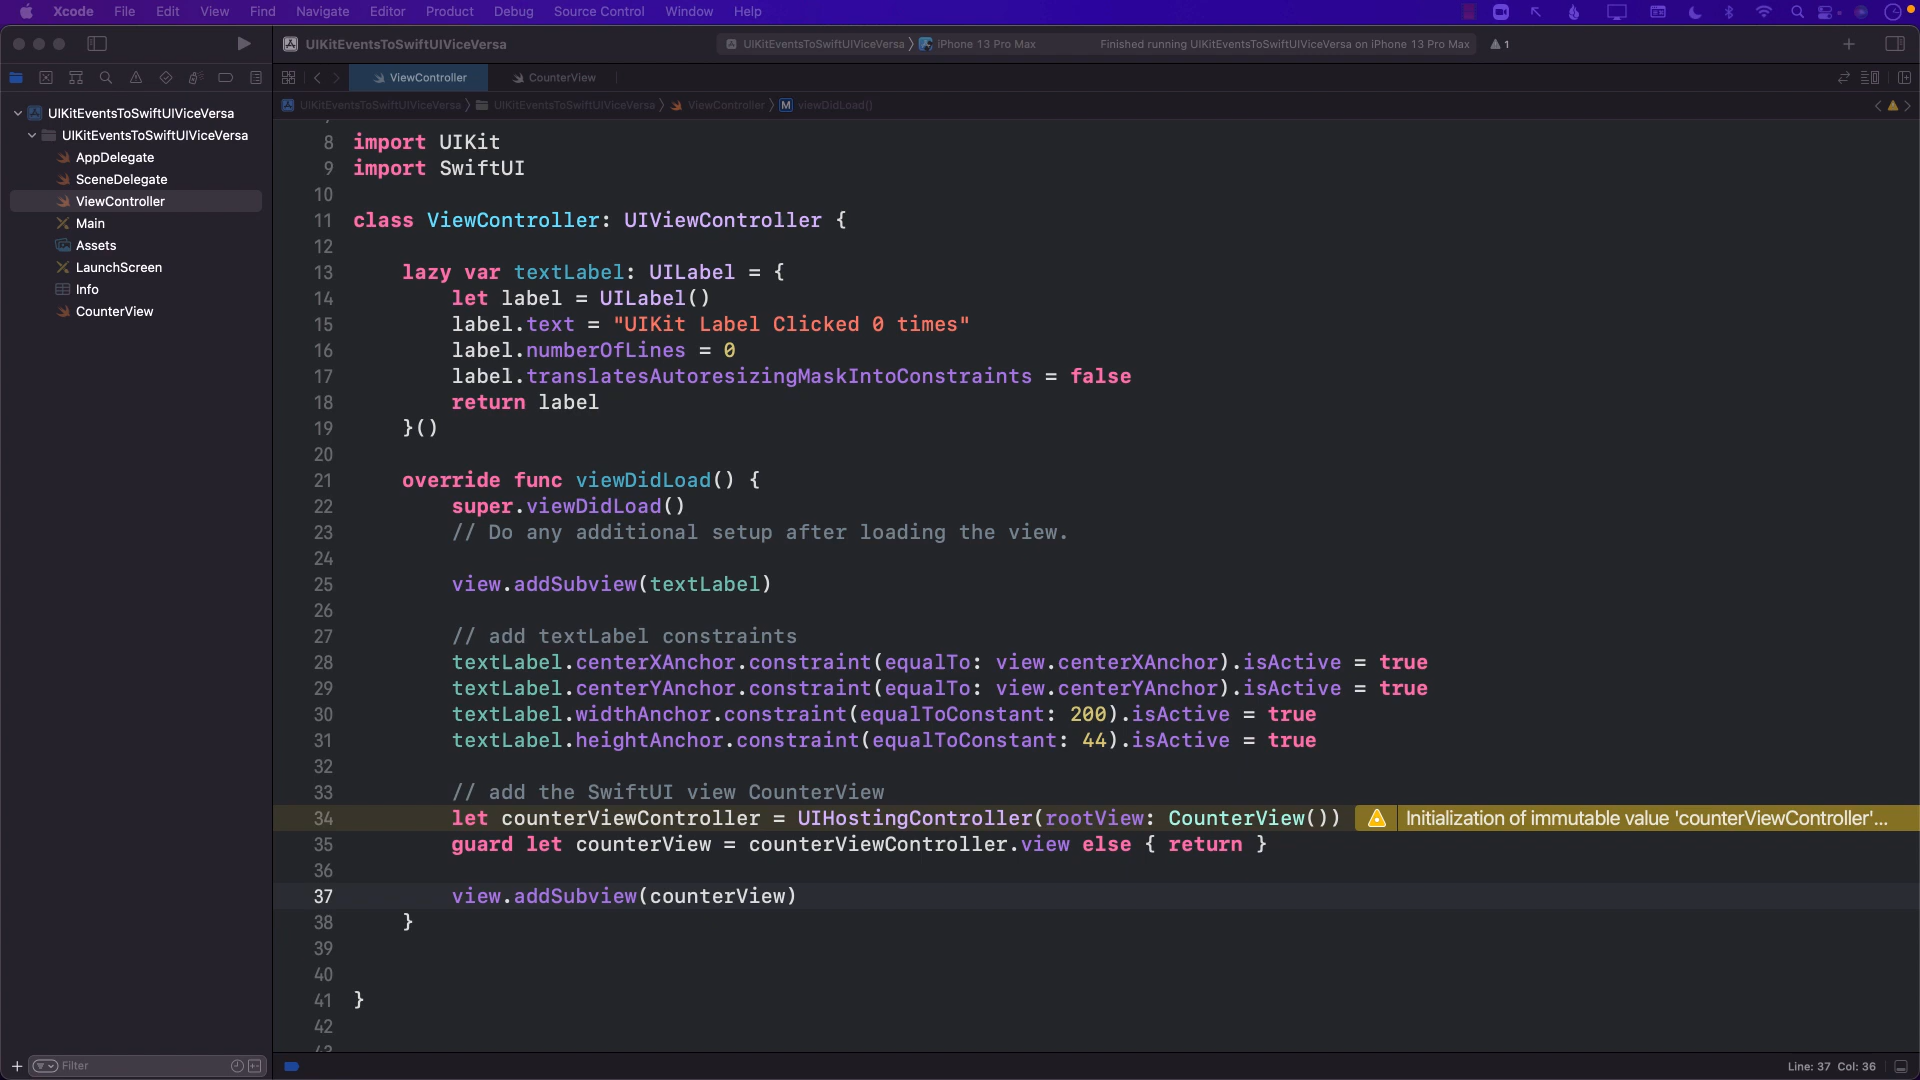 Xcode File Edit View Find Navigate Editor Product Debug Source Control Window Help
UIKitEventsToSwiftUIViceVersa
UIKitEventsToSwiftUIViceVersa 〉 iPhone 13 Pro Max
Finished running UIKitEventsToSwiftUIViceVersa on iPhone 13 Pro Max
1
ViewController
CounterView
UIKitEventsToSwiftUIViceVersa 〉 UIKitEventsToSwiftUIViceVersa 〉 ViewController 〉 M viewDidLoad()
UIKitEventsToSwiftUIViceVersa
UIKitEventsToSwiftUIViceVersa
AppDelegate
SceneDelegate
ViewController
Main
Assets
LaunchScreen
Info
CounterView
8 import UIKit
9 import SwiftUI
10
11 class ViewController: UIViewController {
12
13 lazy var textLabel: UILabel = {
14 let label = UILabel()
15 label.text = "UIKit Label Clicked 0 times"
16 label.numberOfLines = 0
17 label.translatesAutoresizingMaskIntoConstraints = false
18 return label
19 }()
20
21 override func viewDidLoad() {
22 super.viewDidLoad()
23 // Do any additional setup after loading the view.
24
25 view.addSubview(textLabel)
26
27 // add textLabel constraints
28 textLabel.centerXAnchor.constraint(equalTo: view.centerXAnchor).isActive = true
29 textLabel.centerYAnchor.constraint(equalTo: view.centerYAnchor).isActive = true
30 textLabel.widthAnchor.constraint(equalToConstant: 200).isActive = true
31 textLabel.heightAnchor.constraint(equalToConstant: 44).isActive = true
32
33 // add the SwiftUI view CounterView
34 let counterViewController = UIHostingController(rootView: CounterView()) Initialization of immutable value 'counterViewController'...
35 guard let counterView = counterViewController.view else { return }
36
37 view.addSubview(counterView)
38 }
39
40
41 }
42
Filter
Line: 37 Col: 36